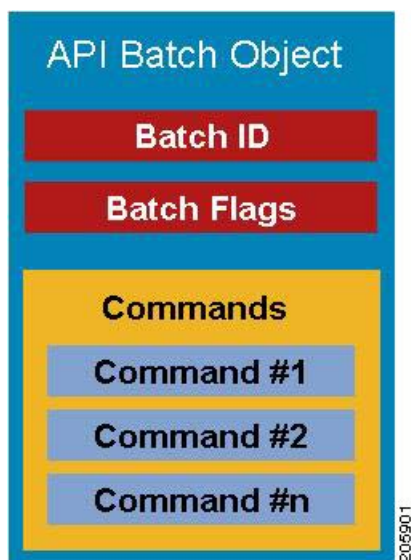 API Batch Object
Batch ID
Batch Flags
Commands
Command #1
Command #2
Command #n
205901